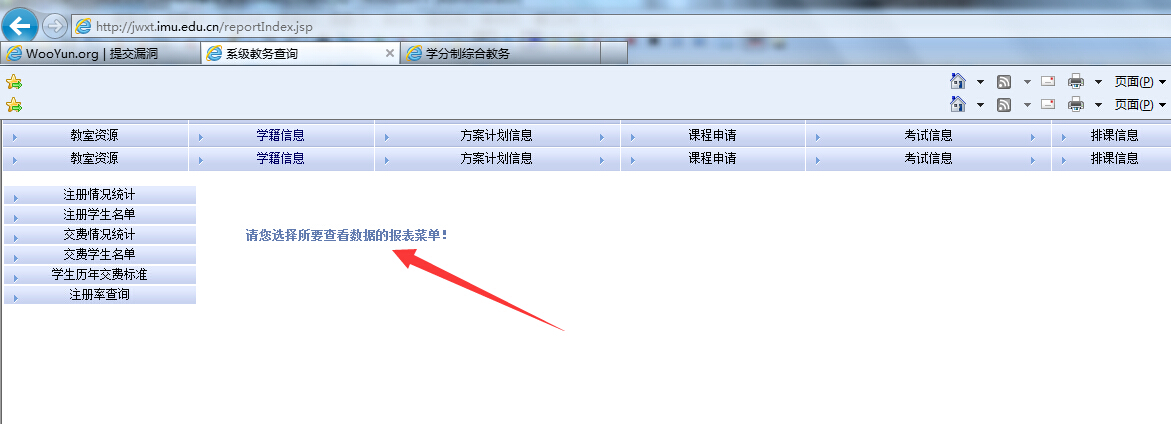 http://jwxt.imu.edu.cn/reportIndex.jsp
WooYun.org | 提交漏洞 系级教务查询 学分制综合教务
页面(P)
页面(P)
教室资源 学籍信息 方案计划信息 课程申请 考试信息 排课信息
教室资源 学籍信息 方案计划信息 课程申请 考试信息 排课信息
注册情况统计
注册学生名单
交费情况统计
交费学生名单
学生历年交费标准
注册率查询
请您选择所要查看数据的报表菜单！